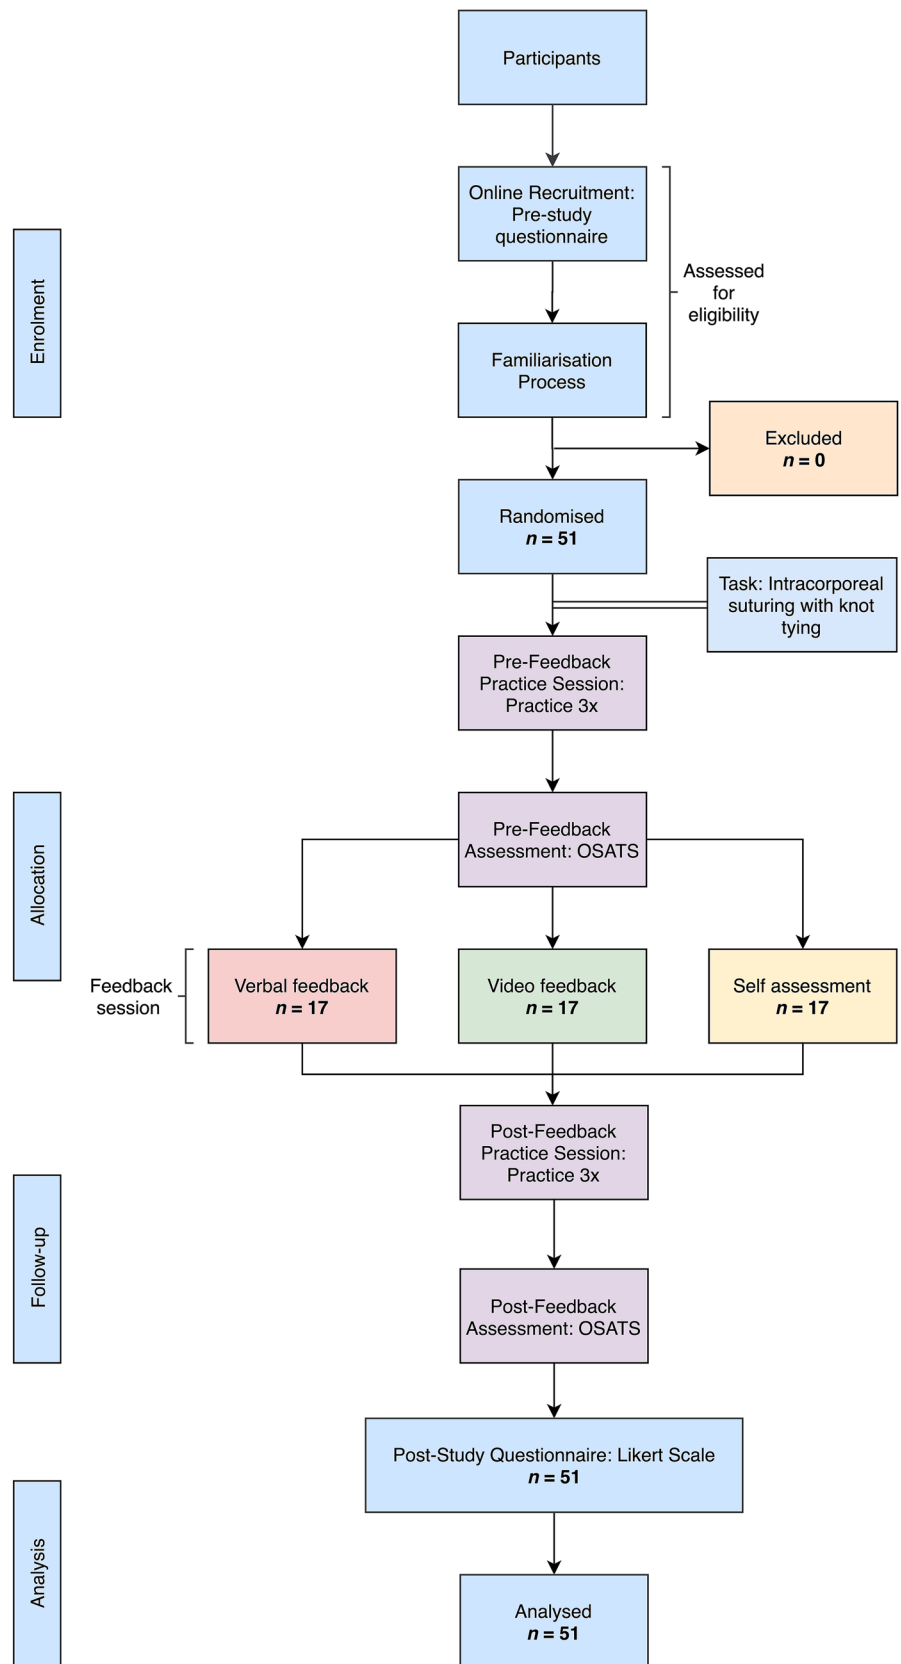 Participants
Online Recruitment:
Pre-study
questionnaire
Assessed
for
eligibility
Enrolment
Familiarisation
Process
Excluded
n = 0
Randomised
n = 51
Task: Intracorporeal
suturing with knot
tying
Pre-Feedback
Practice Session:
Practice 3x
Pre-Feedback
Assessment: OSATS
Allocation
Feedback
session
Verbal feedback
n = 17
Video feedback
n = 17
Self assessment
n = 17
Post-Feedback
Practice Session:
Practice 3x
Follow-up
Post-Feedback
Assessment: OSATS
Post-Study Questionnaire: Likert Scale
n = 51
Analysis
Analysed
n = 51